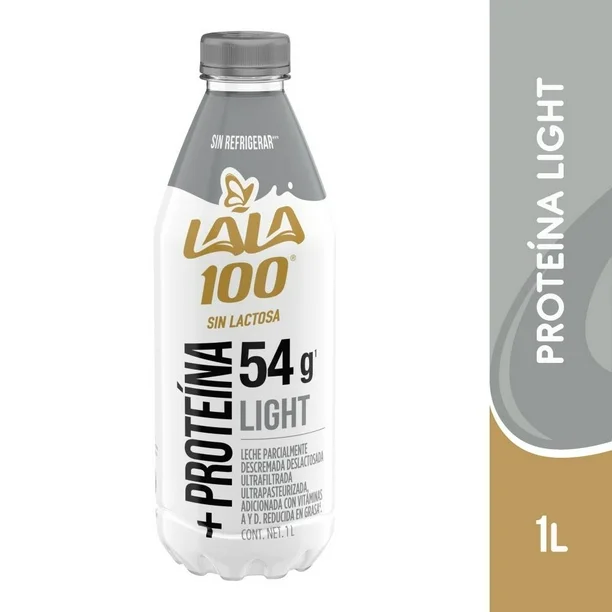 SIN REFRIGERAR
LALA
100®
SIN LACTOSA
+ PROTEÍNA
54 g¹
LIGHT
LECHE PARCIALMENTE
DESCREMADA DESLACTOSADA
ULTRAFILTRADA
ULTRAPASTEURIZADA,
ADICIONADA CON VITAMINAS
A Y D. REDUCIDA EN GRASA
CONT. NET. 1 L
PROTEÍNA LIGHT
1L